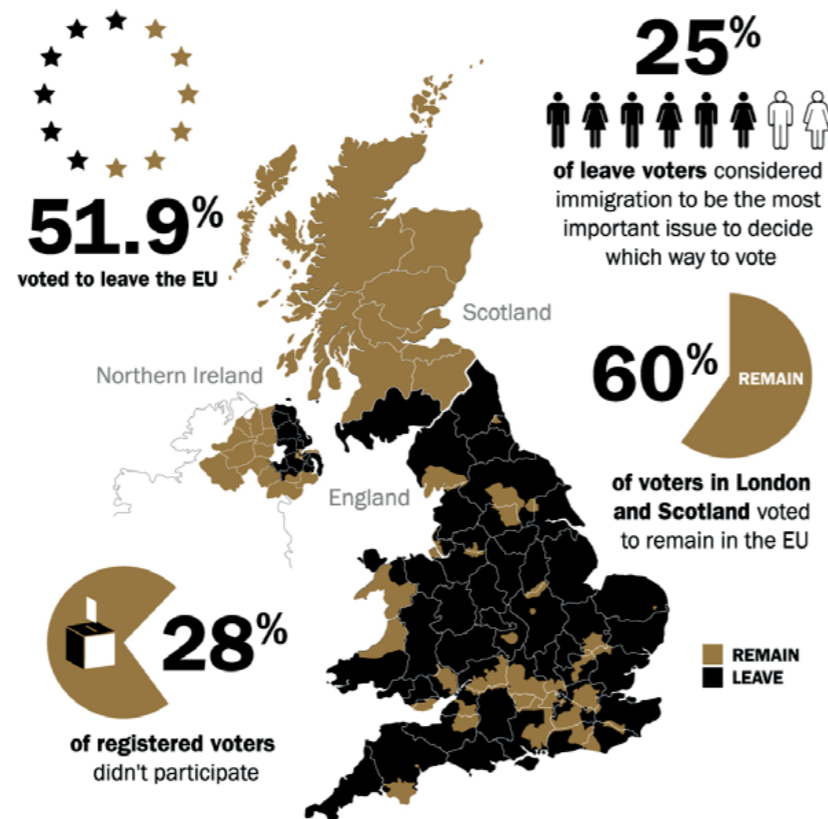 51.9%
voted to leave the EU
25%
of leave voters considered
immigration to be the most
important issue to decide
which way to vote
Scotland
Northern Ireland
England
60%
REMAIN
of voters in London
and Scotland voted
to remain in the EU
28%
of registered voters
didn't participate
REMAIN
LEAVE